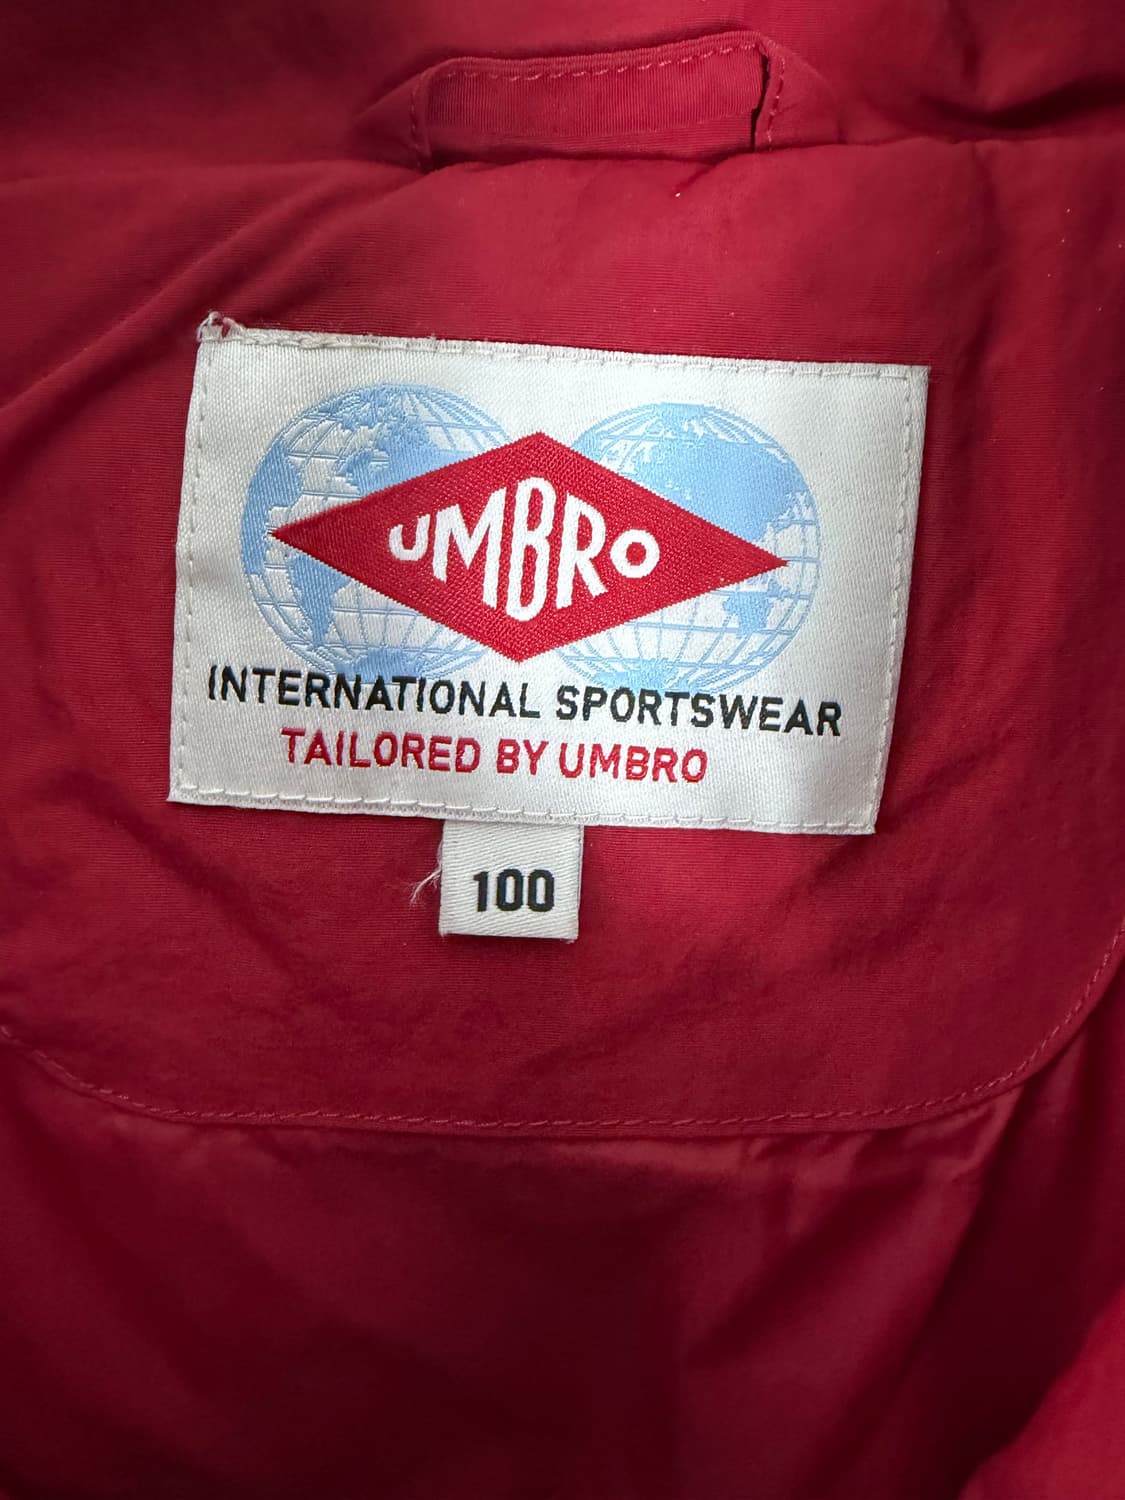 UMBRO
INTERNATIONAL SPORTSWEAR
TAILORED BY UMBRO
100